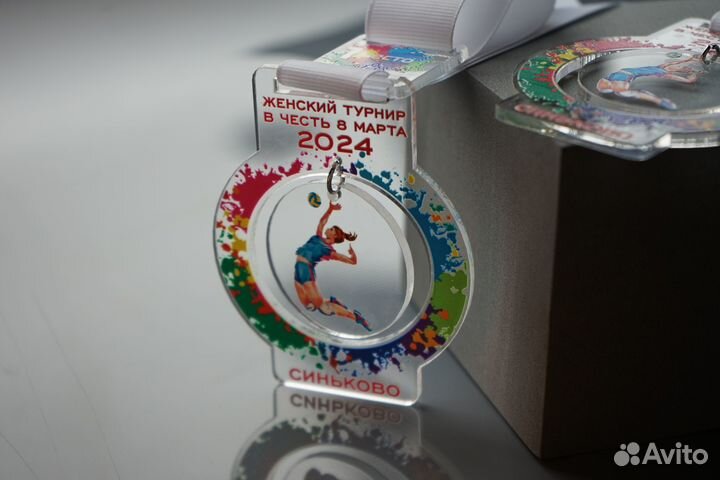 ЖЕНСКИЙ ТУРНИР
В ЧЕСТЬ 8 МАРТА
2024
СИНЬКОВО
Avito